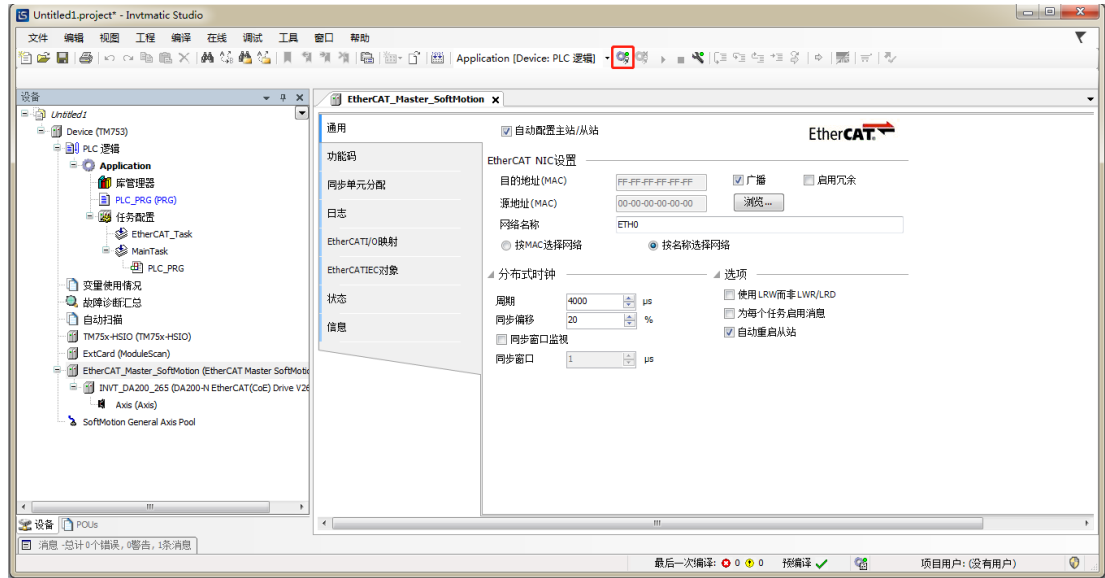 Untitled1.project* - Invtmatic Studio
文件 编辑 视图 工程 编译 在线 调试 工具 窗口 帮助
Application [Device: PLC 逻辑]
设备
EtherCAT_Master_SoftMotion
Untitled1
Device (TM753)
PLC 逻辑
Application
库管理器
PLC_PRG (PRG)
任务配置
EtherCAT_Task
MainTask
PLC_PRG
变量使用情况
故障诊断汇总
自动扫描
TM75x-HSIO (TM75x-HSIO)
ExtCard (ModuleScan)
EtherCAT_Master_SoftMotion (EtherCAT Master SoftMotic
INVT_DA200_265 (DA200-N EtherCAT(CoE) Drive V26
Axis (Axis)
SoftMotion General Axis Pool
设备 POUs
通用
功能码
同步单元分配
日志
EtherCATI/O映射
EtherCATIEC对象
状态
信息
自动配置主站/从站
EtherCAT.
EtherCAT NIC设置
目的地址(MAC) FF-FF-FF-FF-FF-FF 广播 启用冗余
源地址(MAC) 00-00-00-00-00-00 浏览...
网络名称 ETH0
按MAC选择网络 按名称选择网络
分布式时钟
周期 4000 µs
同步偏移 20 %
同步窗口监视
同步窗口 1 µs
选项
使用LRW而非LWR/LRD
为每个任务启用消息
自动重启从站
消息 -总计0个错误, 0警告, 1条消息
最后一次编译: 0 0 预编译 项目用户: (没有用户)